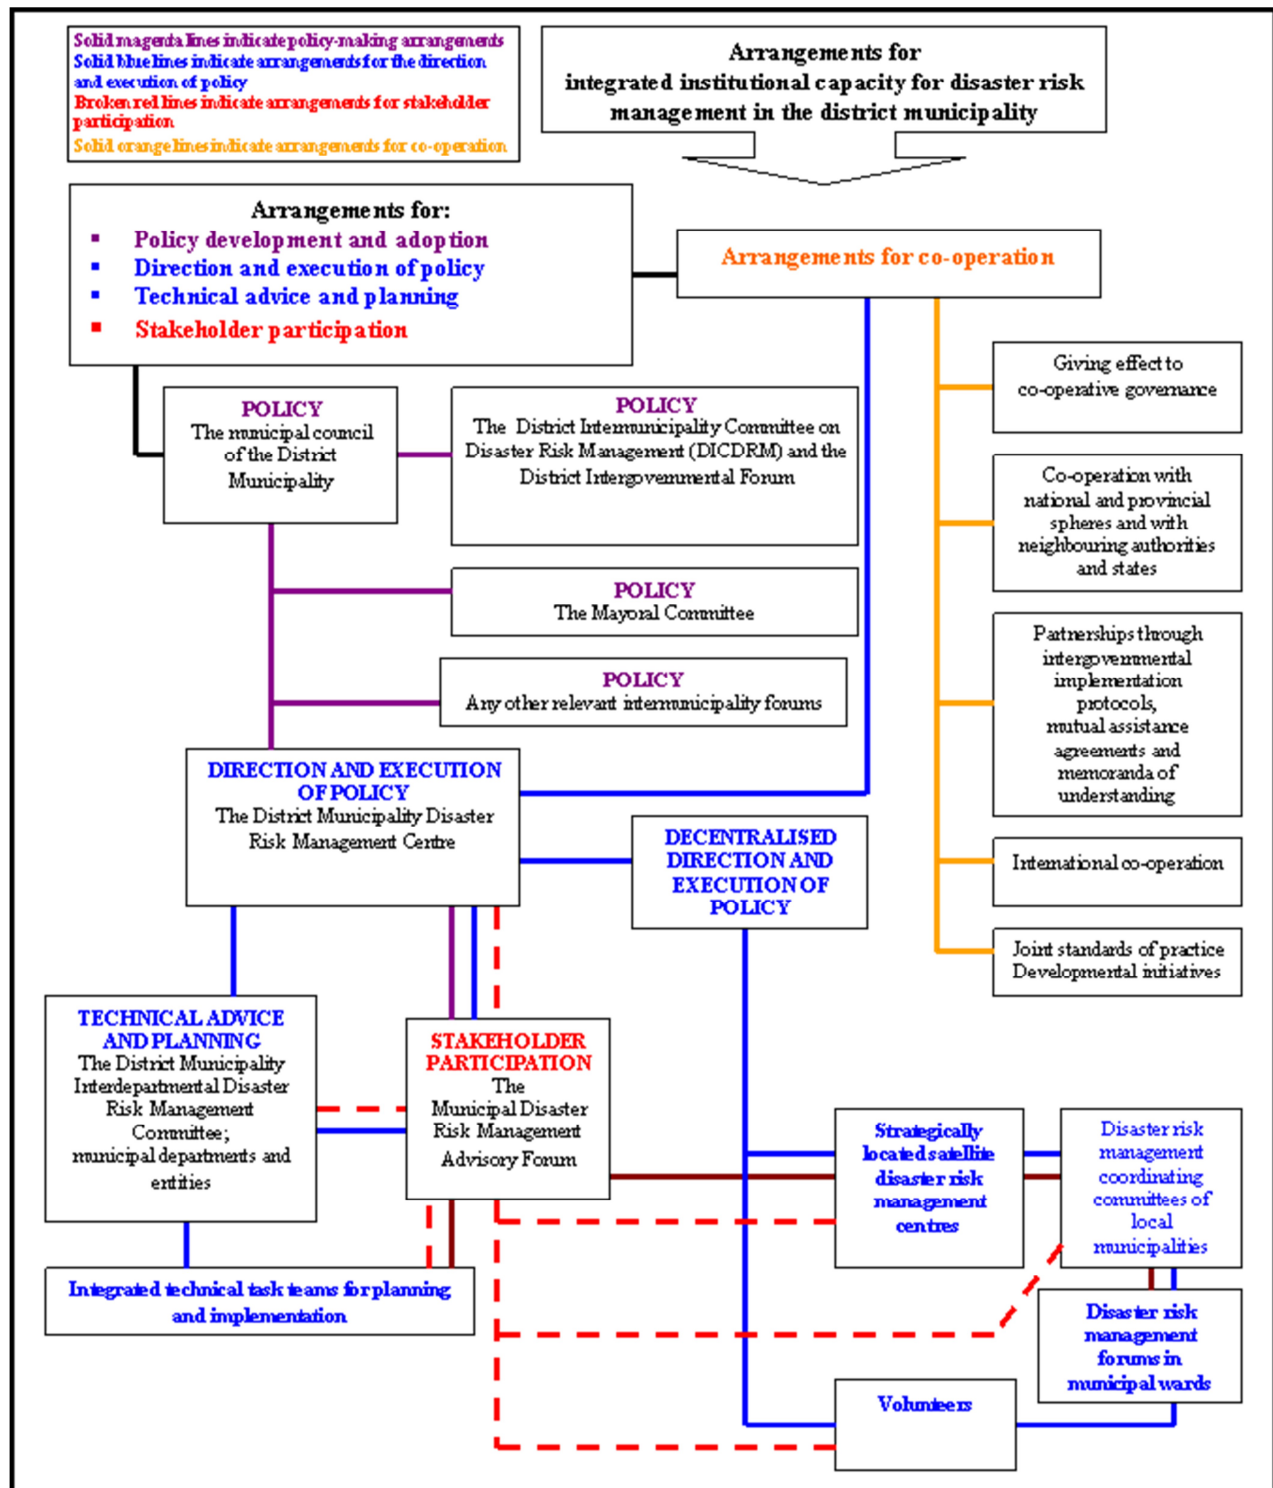 Solid magenta lines indicate policy-making arrangements
Solid blue lines indicate arrangements for the direction
and execution of policy
Broken red lines indicate arrangements for stakeholder
participation
Solid orange lines indicate arrangements for co-operation
Arrangements for
integrated institutional capacity for disaster risk
management in the district municipality
Arrangements for:
▪ Policy development and adoption
▪ Direction and execution of policy
▪ Technical advice and planning
▪ Stakeholder participation
Arrangements for co-operation
POLICY
The municipal council
of the District
Municipality
POLICY
The District Intermunicipality Committee on
Disaster Risk Management (DICDRM) and the
District Intergovernmental Forum
POLICY
The Mayoral Committee
POLICY
Any other relevant intermunicipality forums
Giving effect to
co-operative governance
Co-operation with
national and provincial
spheres and with
neighbouring authorities
and states
Partnerships through
intergovernmental
implementation
protocols,
mutual assistance
agreements and
memoranda of
understanding
International co-operation
Joint standards of practice
Developmental initiatives
DIRECTION AND EXECUTION
OF POLICY
The District Municipality Disaster
Risk Management Centre
DECENTRALISED
DIRECTION AND
EXECUTION OF
POLICY
TECHNICAL ADVICE
AND PLANNING
The District Municipality
Interdepartmental Disaster
Risk Management
Committee;
municipal departments and
entities
STAKEHOLDER
PARTICIPATION
The
Municipal Disaster
Risk Management
Advisory Forum
Strategically
located satellite
disaster risk
management
centres
Disaster risk
management
coordinating
committees of
local
municipalities
Integrated technical task teams for planning
and implementation
Disaster risk
management
forums in
municipal wards
Volunteers